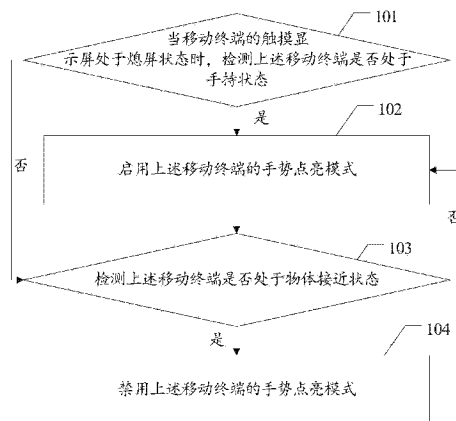 101
当移动终端的触摸显
示屏处于熄屏状态时，检测上述移动终端是否处于
手持状态
是
102
否
启用上述移动终端的手势点亮模式
否
103
检测上述移动终端是否处于物体接近状态
是
104
禁用上述移动终端的手势点亮模式